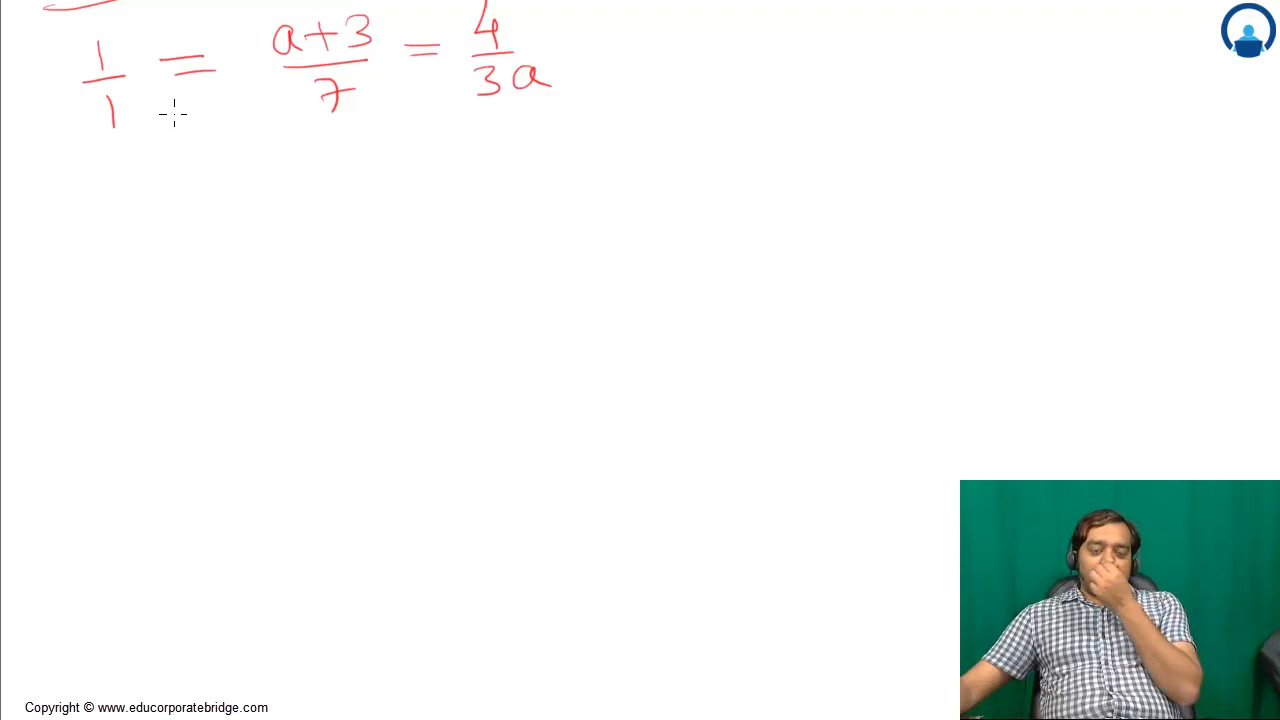 1/1 = a+3/7 = 4/3a
Copyright © www.educorporatebridge.com